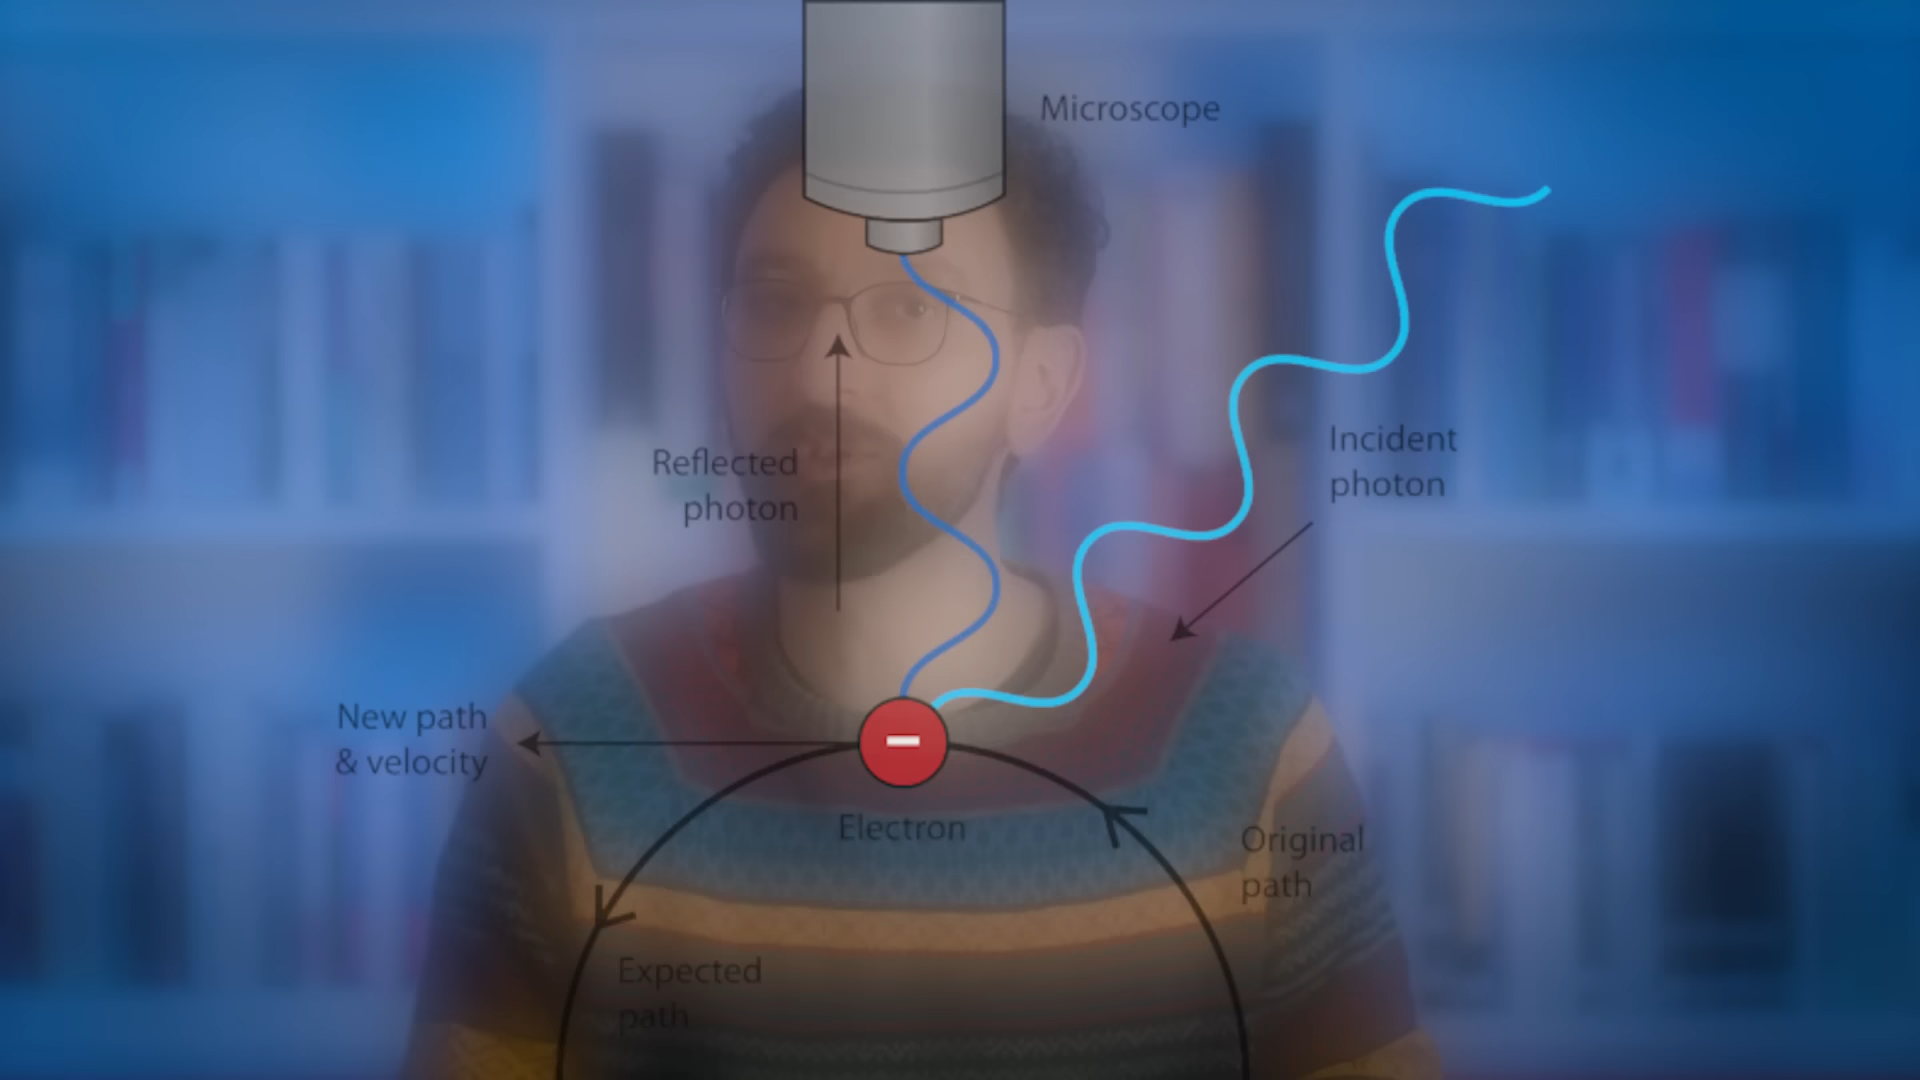 Microscope
Incident
photon
Reflected
photon
New path
& velocity
Electron
Original
path
Expected
path